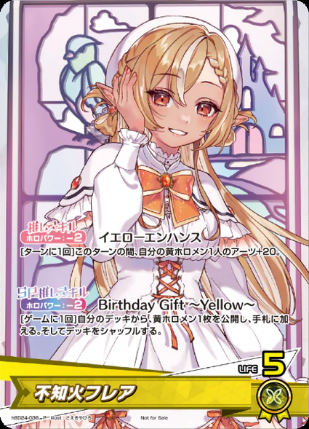 推しスキル
ホロパワー：-2
イエローエンハンス
[ターンに1回]このターンの間、自分の黄ホロメン1人のアーツ+20。
SP推しスキル
ホロパワー：-2
Birthday Gift ～Yellow～
[ゲームに1回]自分のデッキから、黄ホロメン1枚を公開し、手札に加える。そしてデッキをシャッフルする。
LIFE 5
不知火フレア
Not for Sale